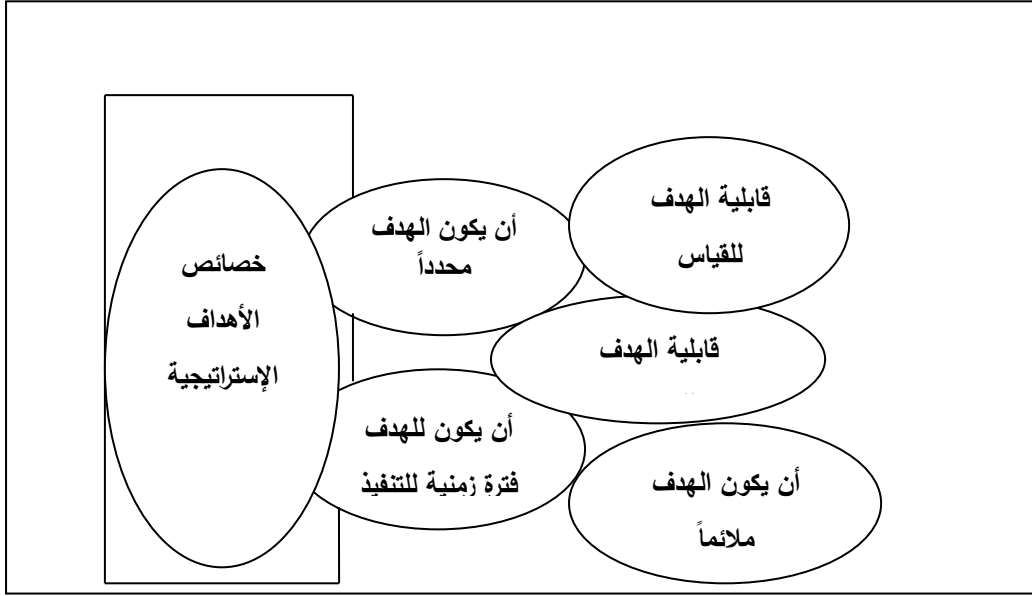 خصائص
الأهداف
الإستراتيجية
أن يكون الهدف
محدداً
قابلية الهدف
للقياس
قابلية الهدف
أن يكون للهدف
فترة زمنية للتنفيذ
أن يكون الهدف
ملائماً